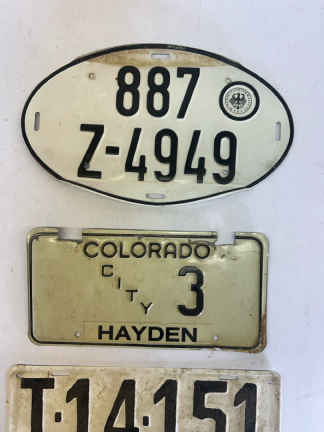 887
Z-4949
COLORADO
CITY 3
HAYDEN
T·14·151